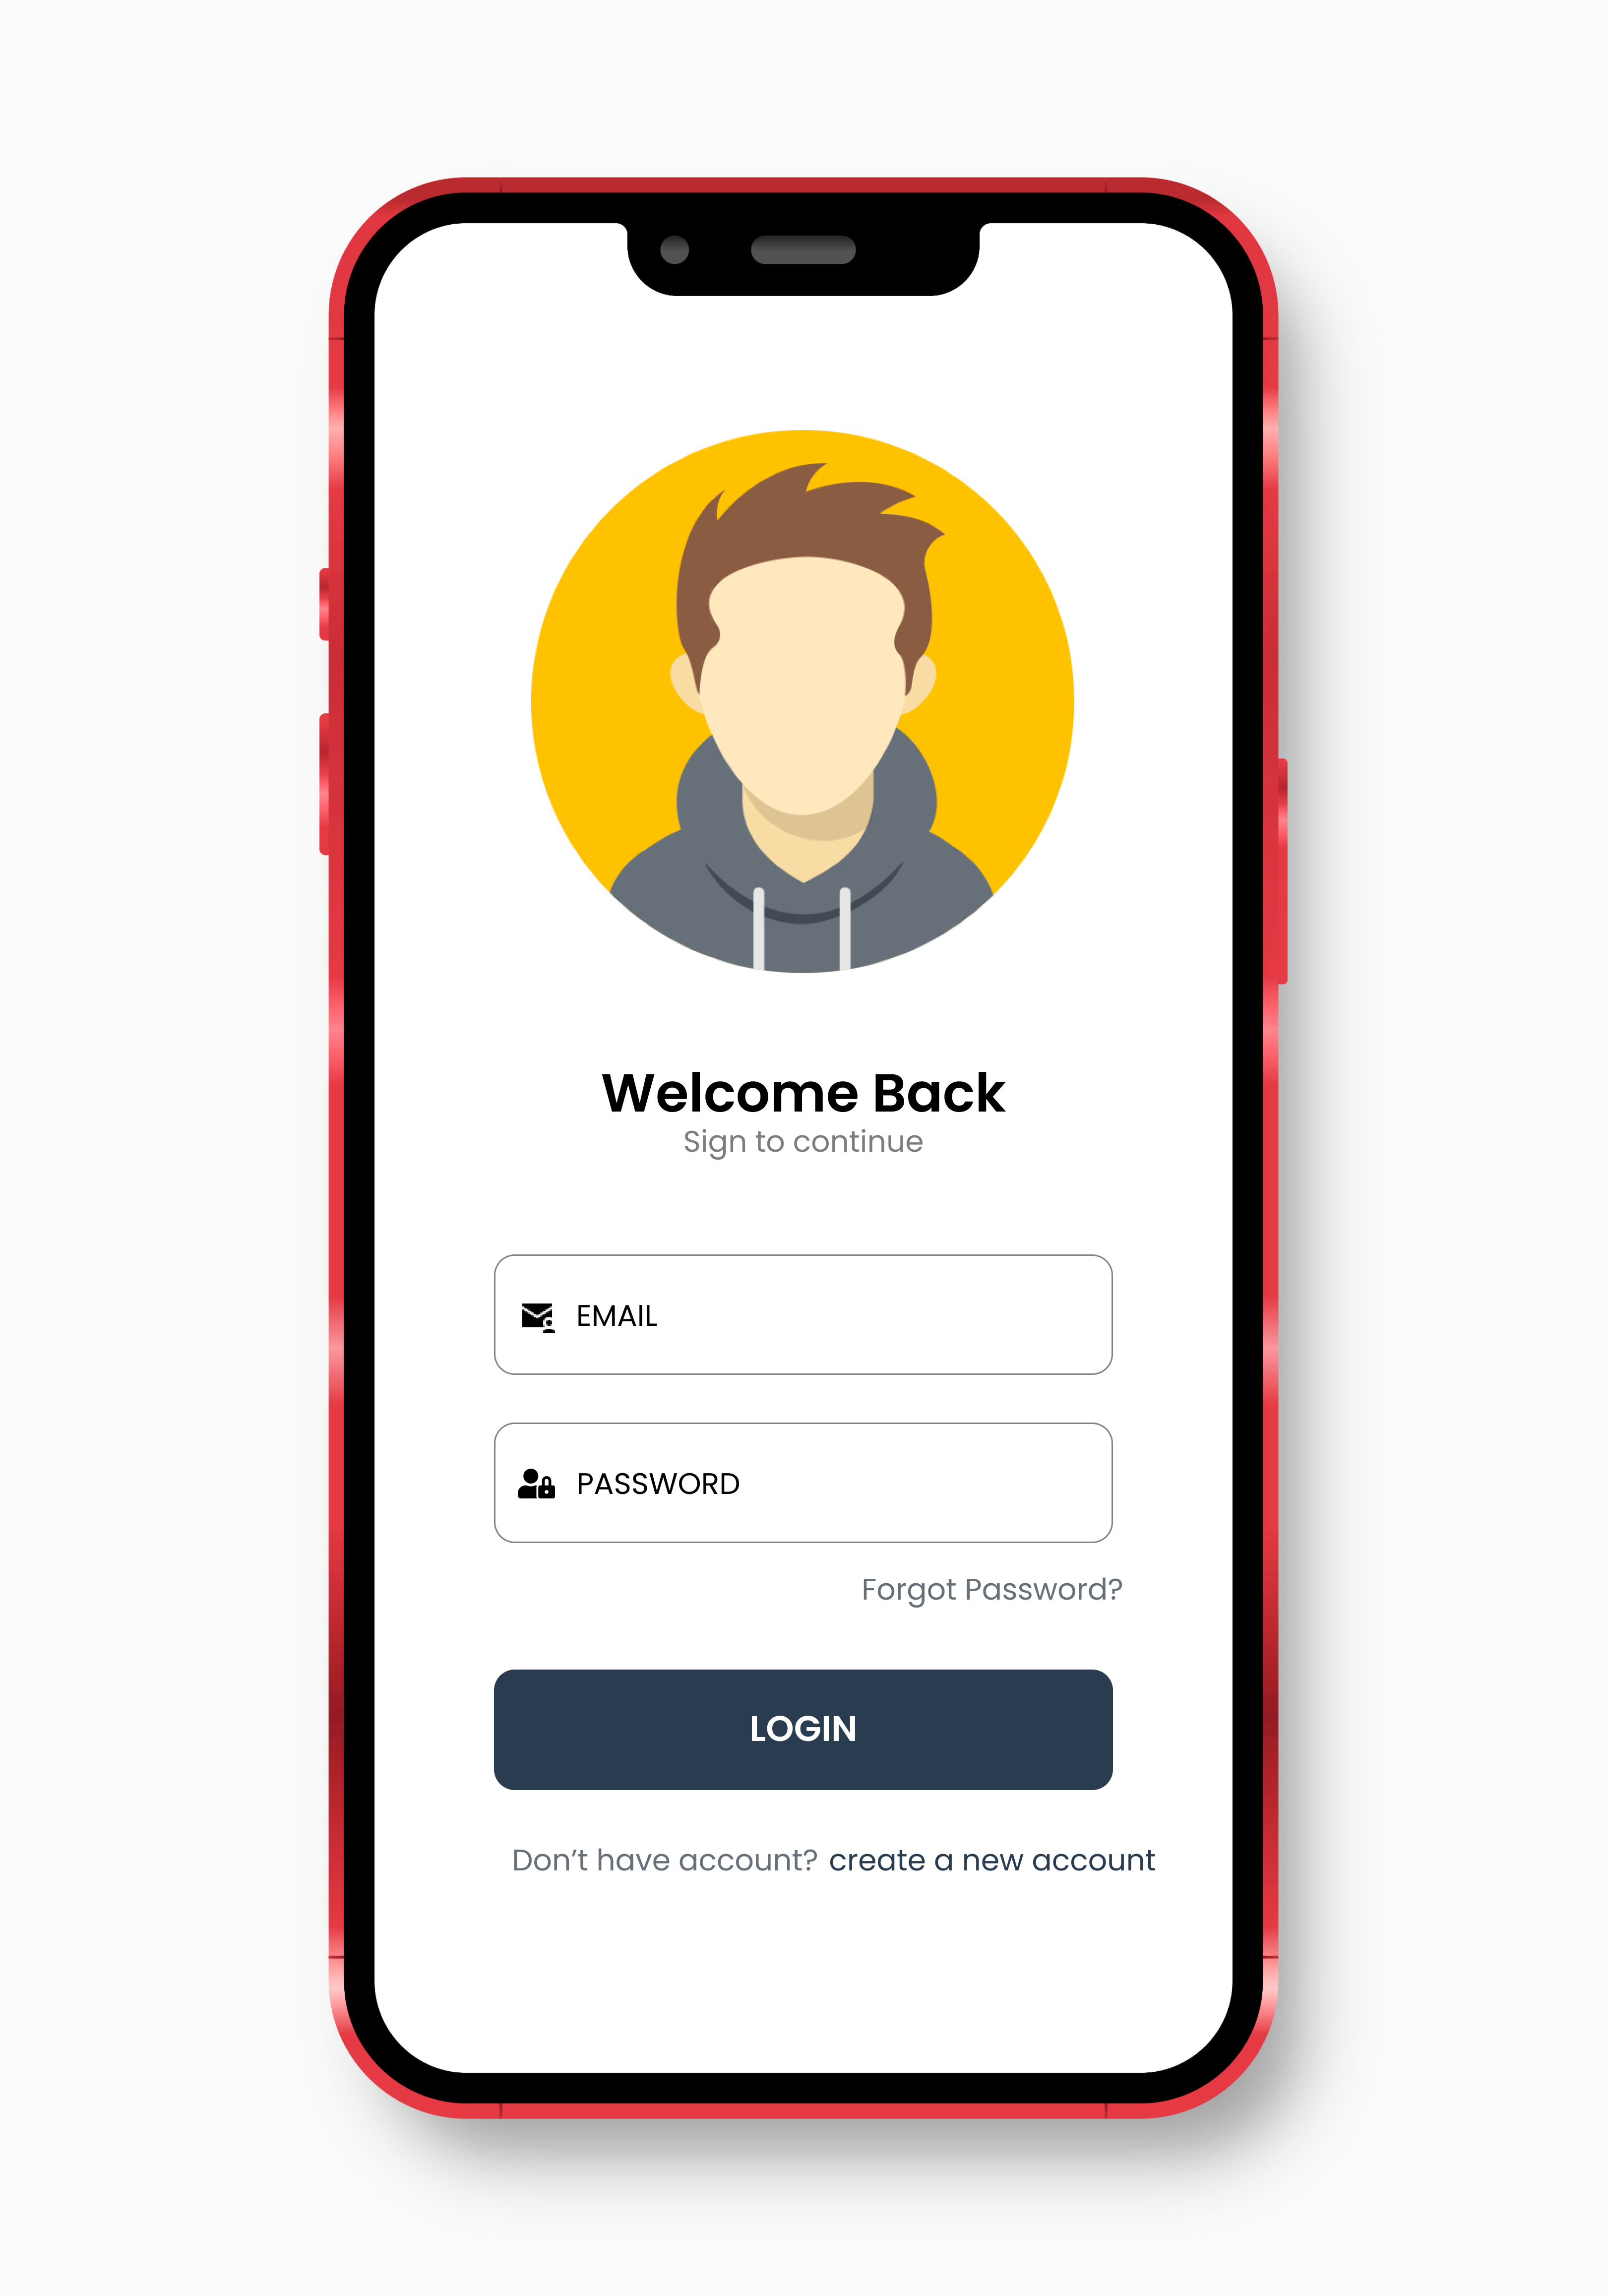 Welcome Back
Sign to continue
EMAIL
PASSWORD
Forgot Password?
LOGIN
Don’t have account? create a new account